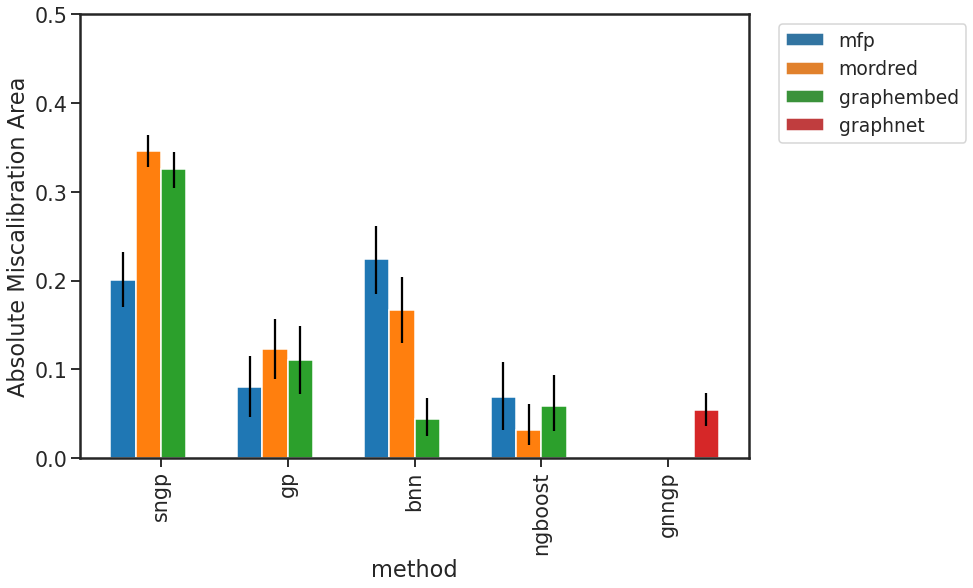 Absolute Miscalibration Area
0.5
0.4
0.3
0.2
0.1
0.0
sngp
gp
bnn
ngboost
gnngp
method
mfp
mordred
graphembed
graphnet